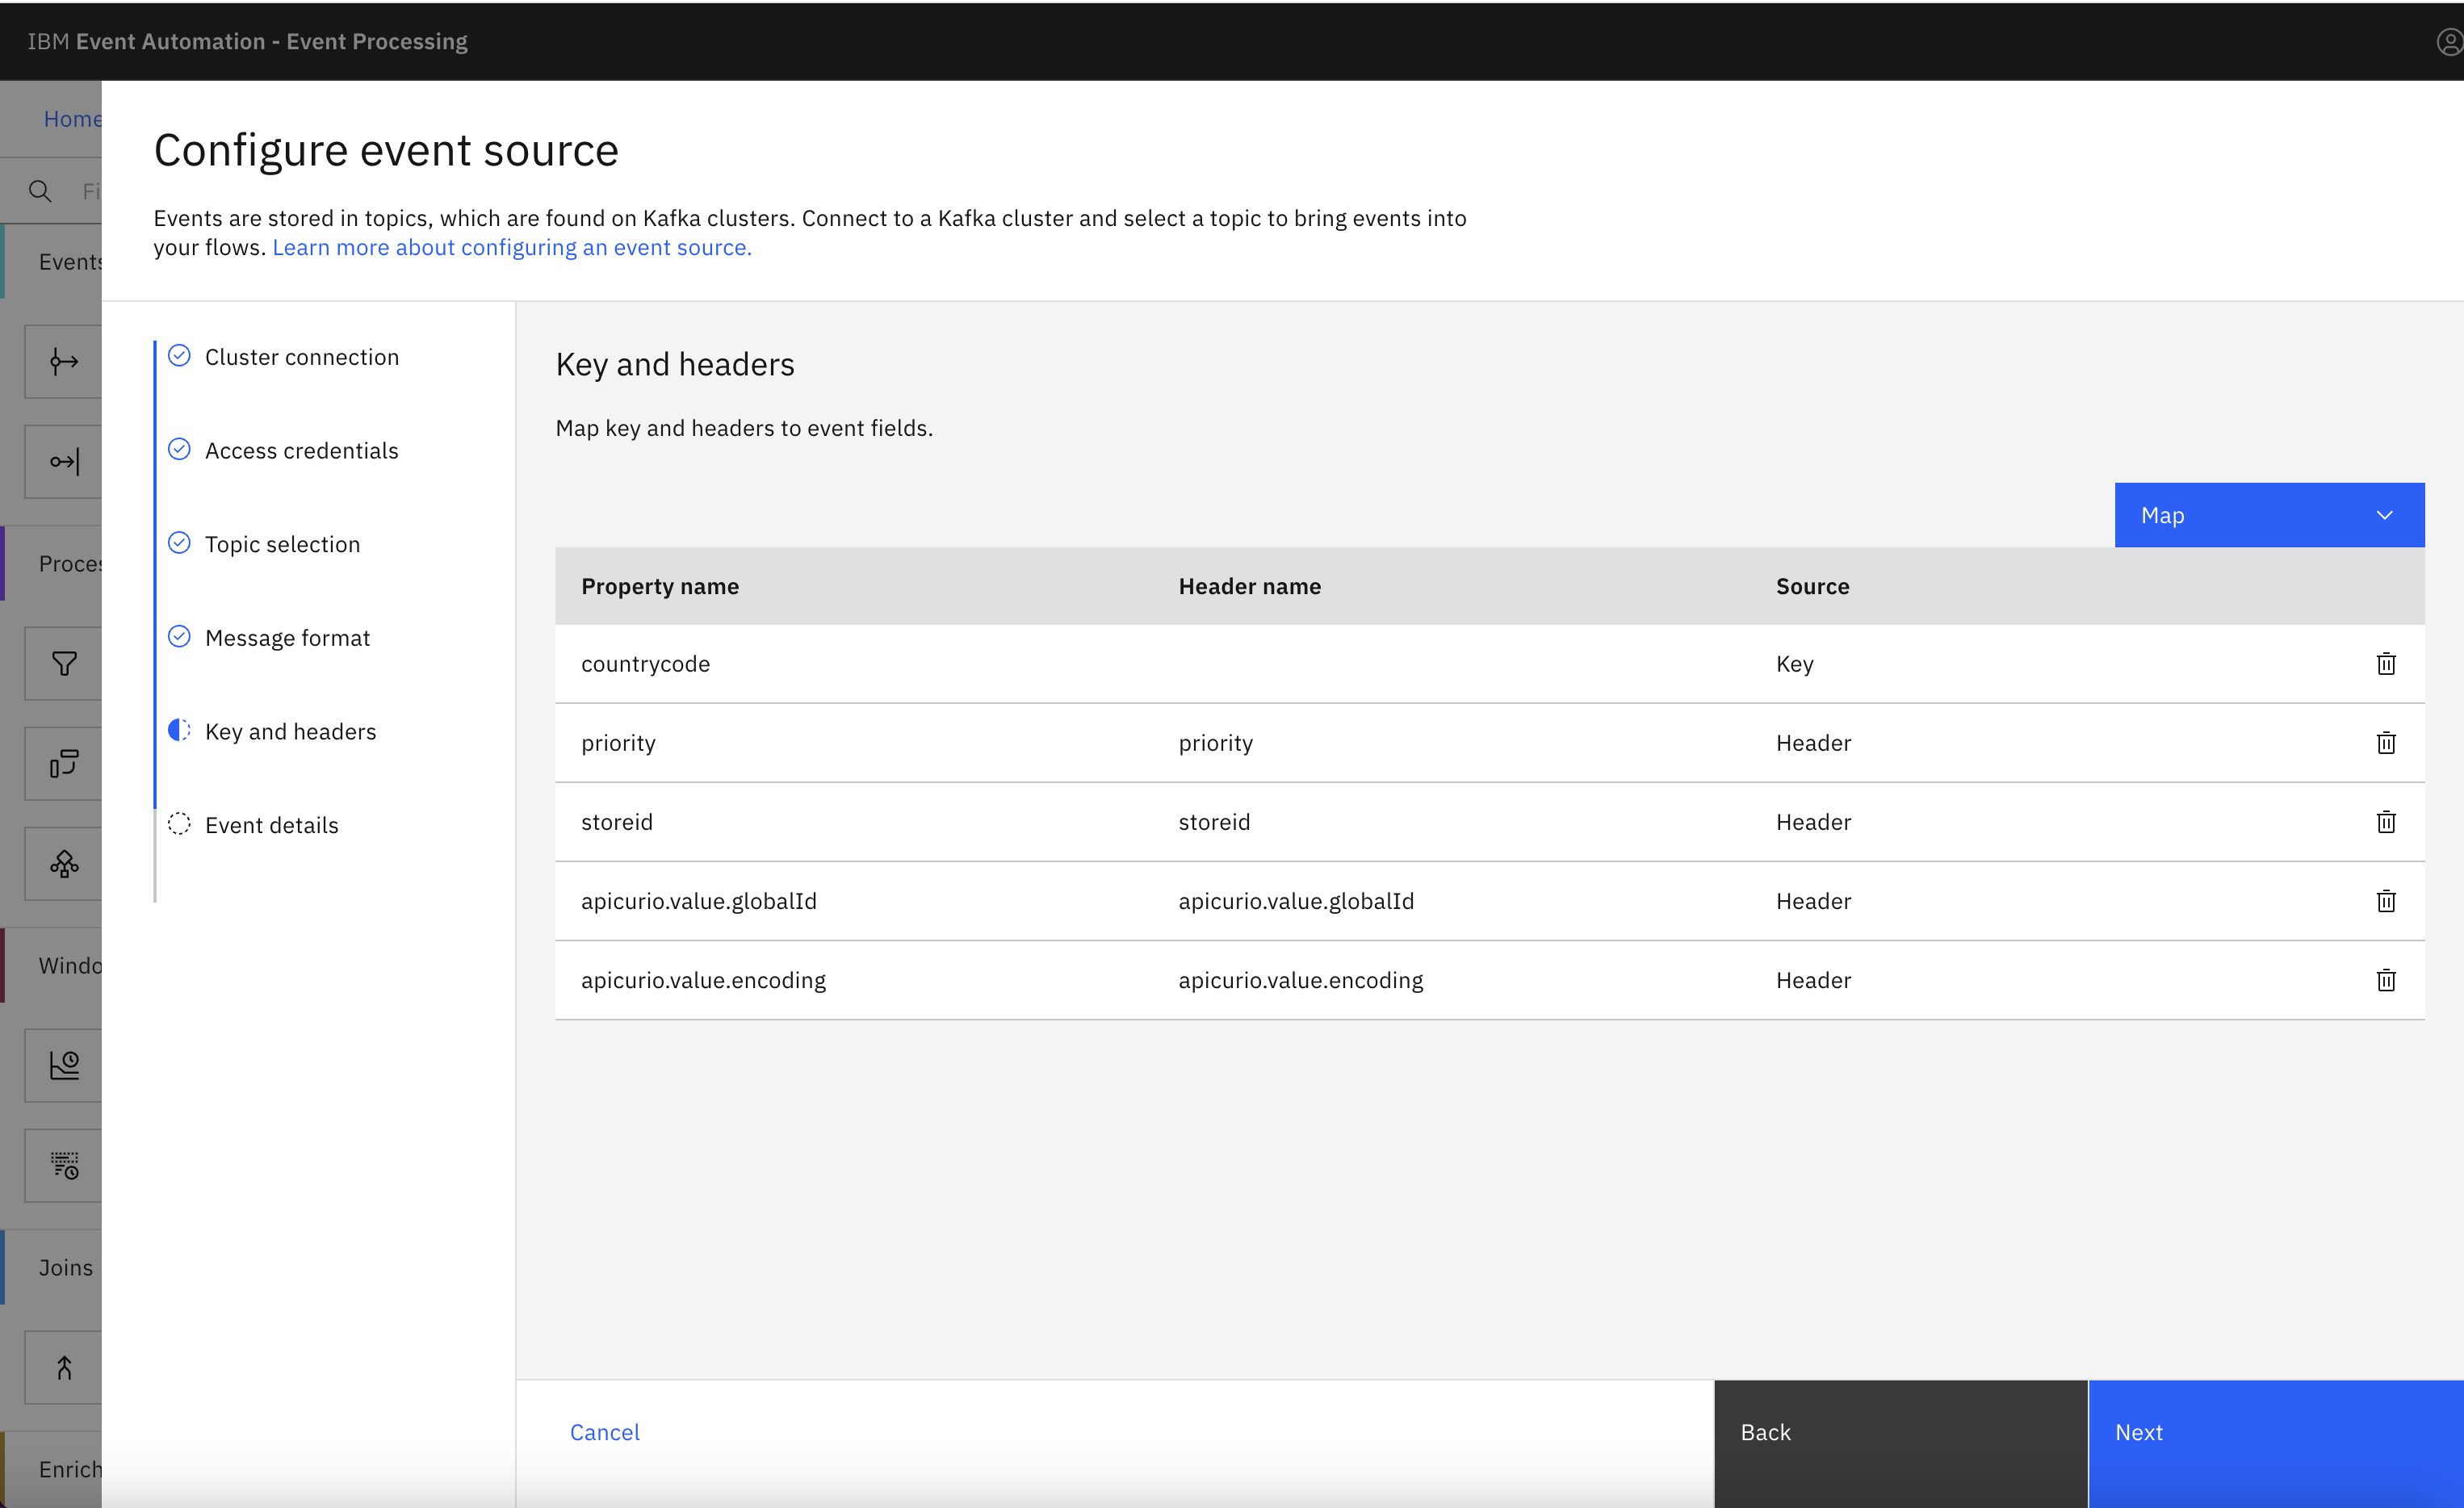 IBM Event Automation - Event Processing
Home
Configure event source
Events are stored in topics, which are found on Kafka clusters. Connect to a Kafka cluster and select a topic to bring events into
your flows. Learn more about configuring an event source.
Fi
Events
Proces
Windo
Joins
Enrich
Cluster connection
Access credentials
Topic selection
Message format
Key and headers
Event details
Key and headers
Map key and headers to event fields.
Map
Property name Header name Source
countrycode Key
priority priority Header
storeid storeid Header
apicurio.value.globalId apicurio.value.globalId Header
apicurio.value.encoding apicurio.value.encoding Header
Cancel Back Next